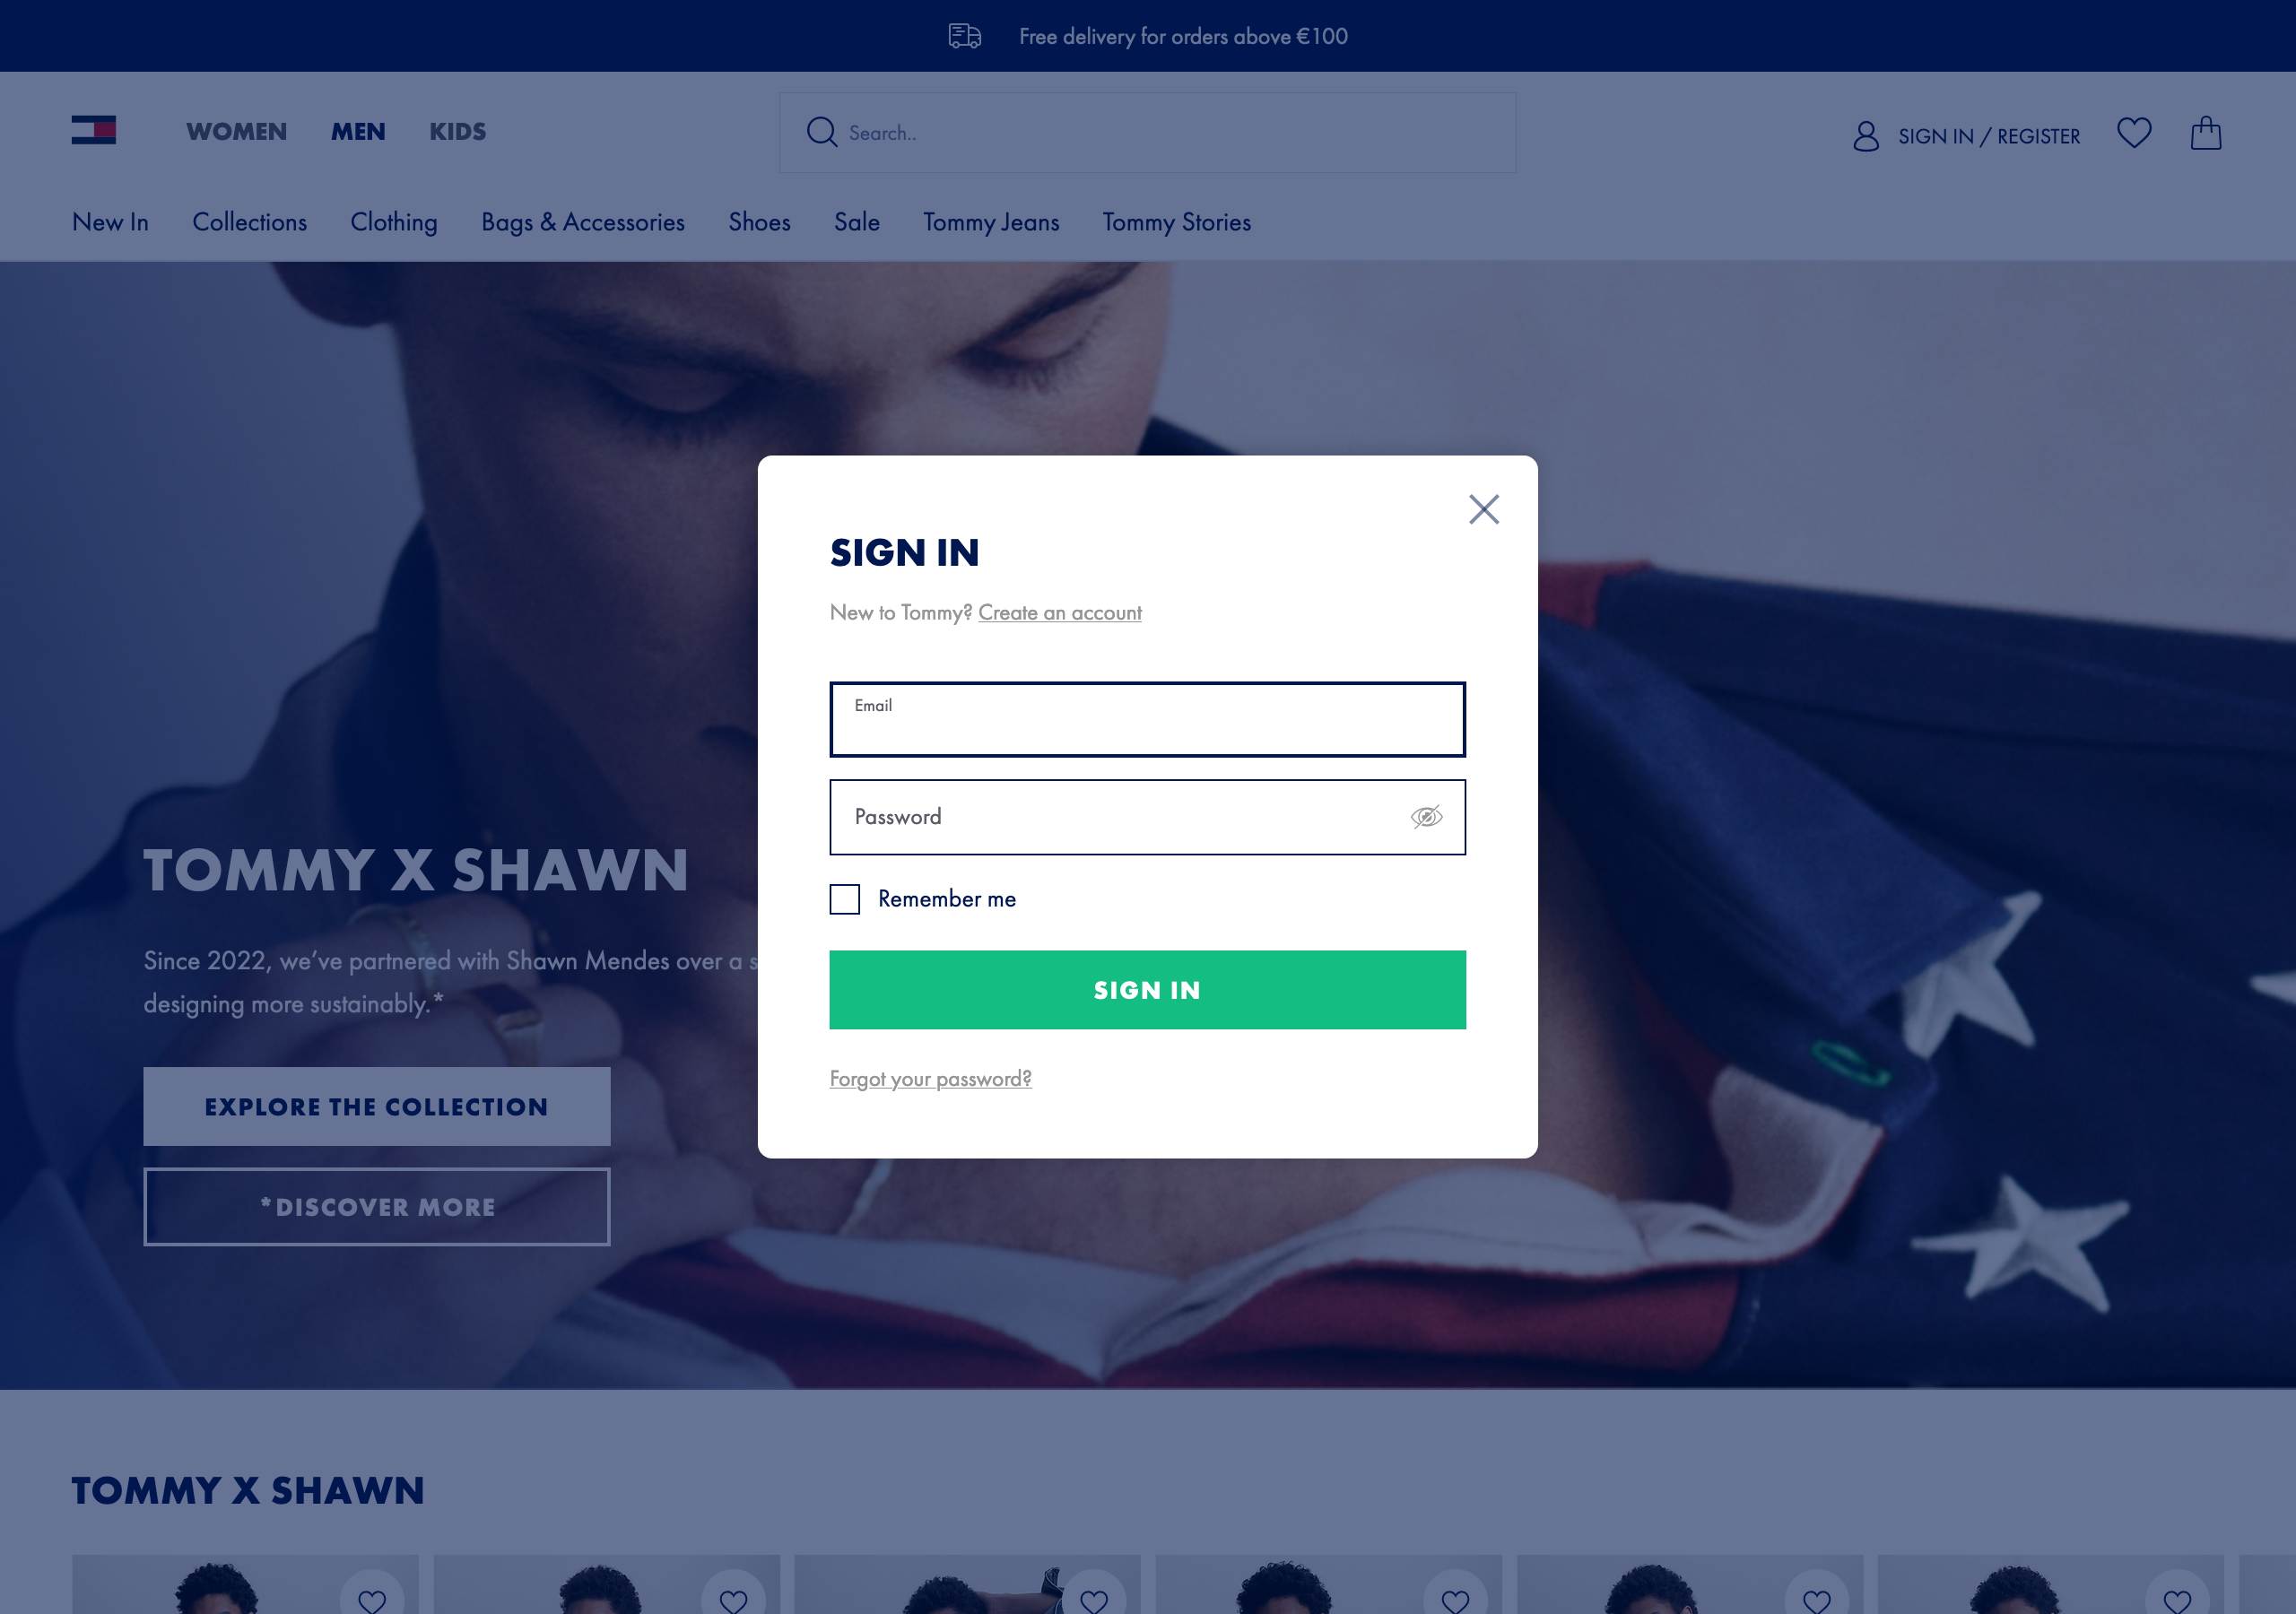 Free delivery for orders above €100
WOMEN MEN KIDS
Search..
SIGN IN / REGISTER
New In Collections Clothing Bags & Accessories Shoes Sale Tommy Jeans Tommy Stories
SIGN IN
New to Tommy? Create an account
Email
Password
Remember me
SIGN IN
Forgot your password?
TOMMY X SHAWN
Since 2022, we’ve partnered with Shawn Mendes over a
designing more sustainably.*
EXPLORE THE COLLECTION
*DISCOVER MORE
TOMMY X SHAWN